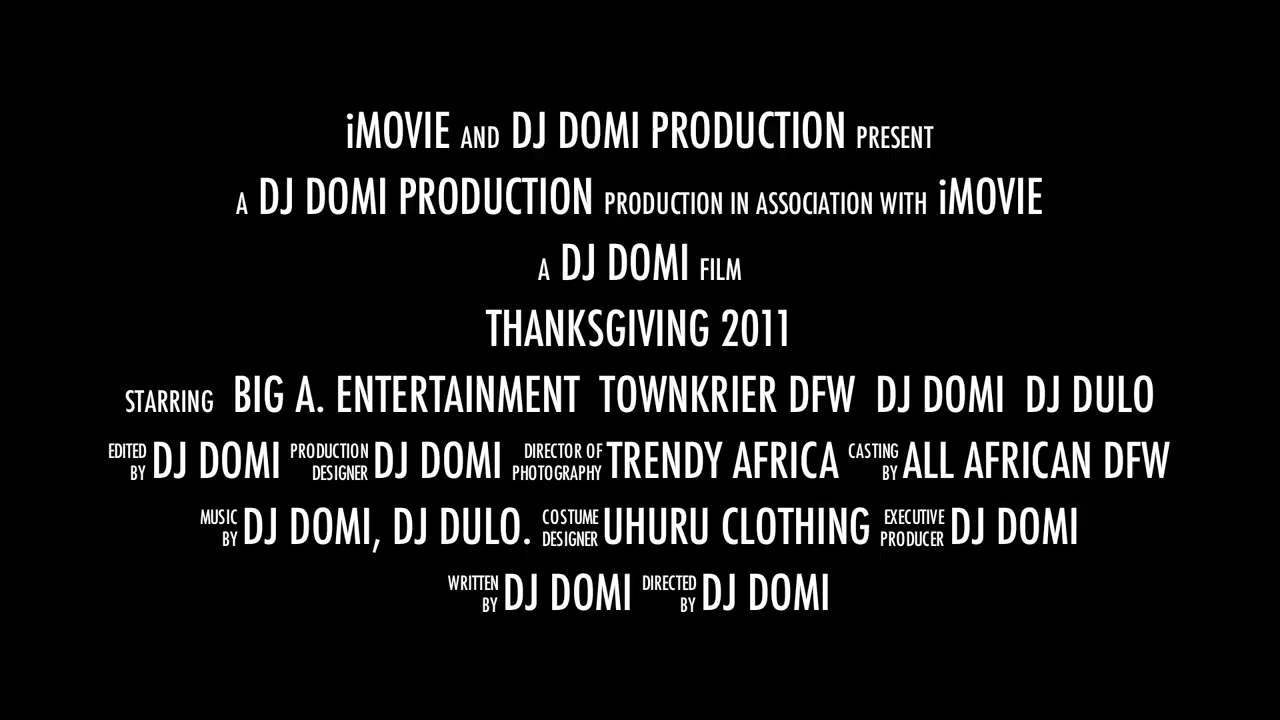 iMOVIE AND DJ DOMI PRODUCTION PRESENT
A DJ DOMI PRODUCTION PRODUCTION IN ASSOCIATION WITH iMOVIE
A DJ DOMI FILM
THANKSGIVING 2011
STARRING BIG A. ENTERTAINMENT TOWNKRIER DFW DJ DOMI DJ DULO
EDITED BY DJ DOMI PRODUCTION DESIGNER DJ DOMI DIRECTOR OF PHOTOGRAPHY TRENDY AFRICA CASTING BY ALL AFRICAN DFW
MUSIC BY DJ DOMI, DJ DULO. COSTUME DESIGNER UHURU CLOTHING EXECUTIVE PRODUCER DJ DOMI
WRITTEN BY DJ DOMI DIRECTED BY DJ DOMI